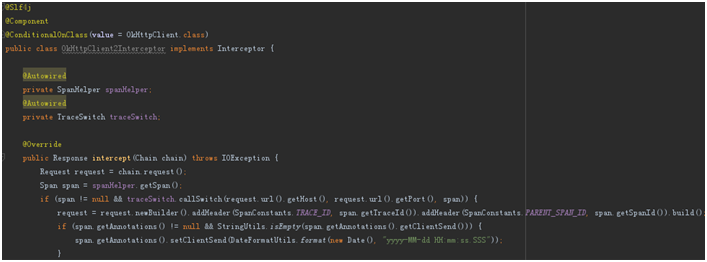 @Slf4j
@Component
@ConditionalOnClass(value = OkHttpClient.class)
public class OkHttpClient2Interceptor implements Interceptor {
@Autowired
private SpanHelper spanHelper;
@Autowired
private TraceSwitch traceSwitch;
@Override
public Response intercept(Chain chain) throws IOException {
Request request = chain.request();
Span span = spanHelper.getSpan();
if (span != null && traceSwitch.callSwitch(request.url().getHost(), request.url().getPort(), span)) {
request = request.newBuilder().addHeader(SpanConstants.TRACE_ID, span.getTraceId()).addHeader(SpanConstants.PARENT_SPAN_ID, span.getSpanId()).build();
if (span.getAnnotations() != null && StringUtils.isEmpty(span.getAnnotations().getClientSend())) {
span.getAnnotations().setClientSend(DateFormatUtils.format(new Date(), "yyyy-MM-dd HH:mm:ss.SSS"));
}